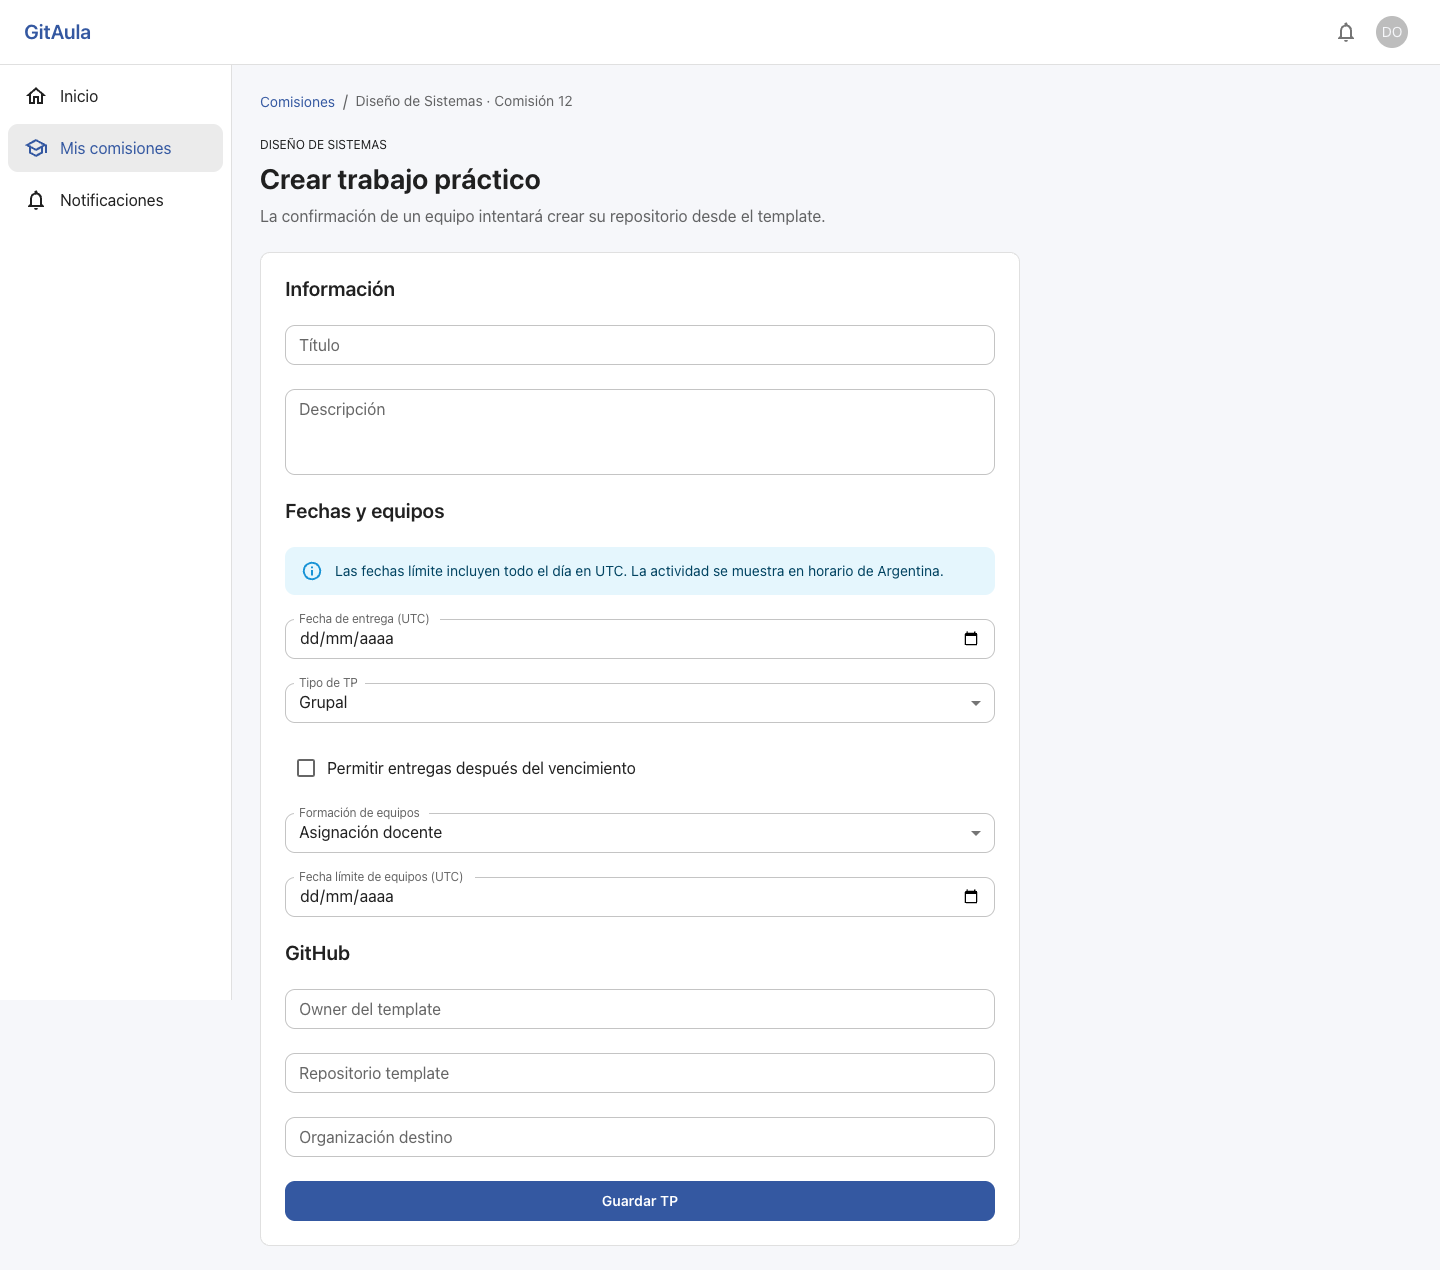 GitAula
DO
Inicio
Mis comisiones
Notificaciones
Comisiones / Diseño de Sistemas · Comisión 12
DISEÑO DE SISTEMAS
Crear trabajo práctico
La confirmación de un equipo intentará crear su repositorio desde el template.
Información
Título
Descripción
Fechas y equipos
Las fechas límite incluyen todo el día en UTC. La actividad se muestra en horario de Argentina.
Fecha de entrega (UTC)
dd/mm/aaaa
Tipo de TP
Grupal
Permitir entregas después del vencimiento
Formación de equipos
Asignación docente
Fecha límite de equipos (UTC)
dd/mm/aaaa
GitHub
Owner del template
Repositorio template
Organización destino
Guardar TP